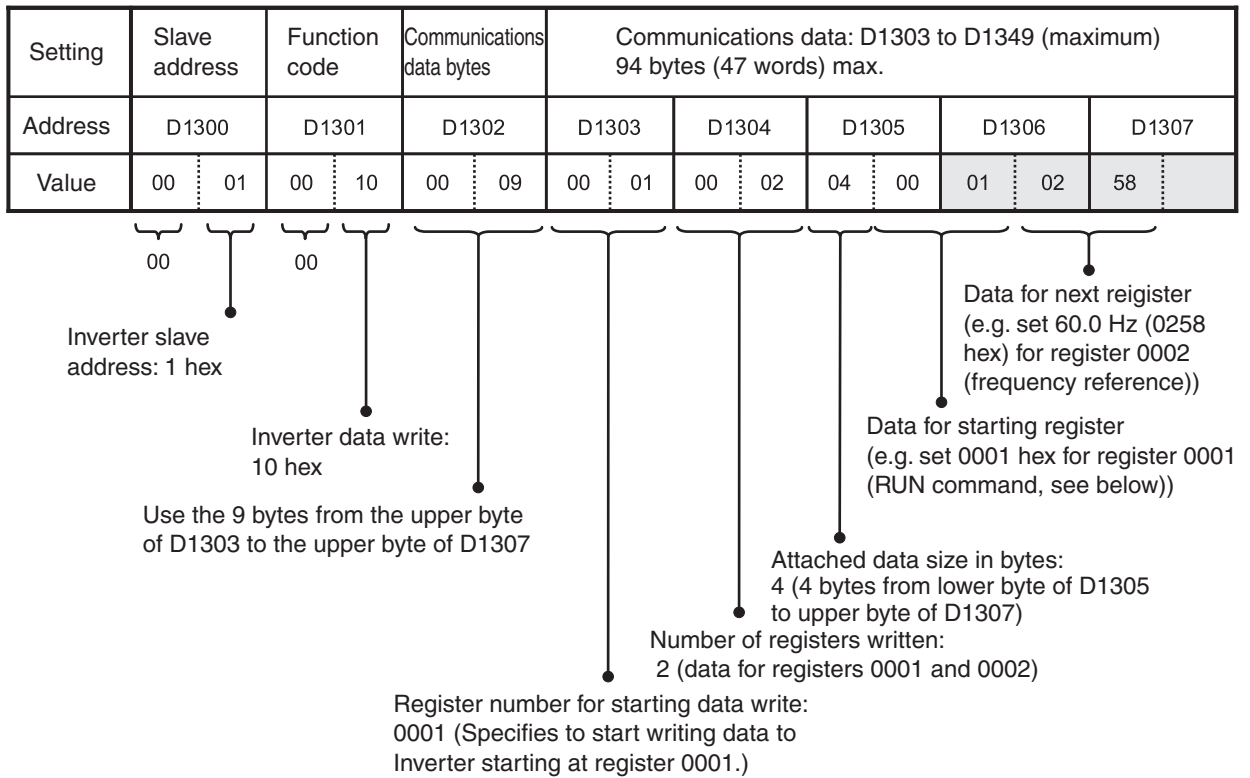 Setting
Slave address
Function code
Communications data bytes
Communications data: D1303 to D1349 (maximum)
94 bytes (47 words) max.
Address D1300 D1301 D1302 D1303 D1304 D1305 D1306 D1307
Value 00 01 00 10 00 09 00 01 00 02 04 00 01 02 58
00 00
Inverter slave
address: 1 hex
Inverter data write:
10 hex
Use the 9 bytes from the upper byte
of D1303 to the upper byte of D1307
Data for next reigister
(e.g. set 60.0 Hz (0258
hex) for register 0002
(frequency reference))
Data for starting register
(e.g. set 0001 hex for register 0001
(RUN command, see below))
Attached data size in bytes:
4 (4 bytes from lower byte of D1305
to upper byte of D1307)
Number of registers written:
2 (data for registers 0001 and 0002)
Register number for starting data write:
0001 (Specifies to start writing data to
Inverter starting at register 0001.)